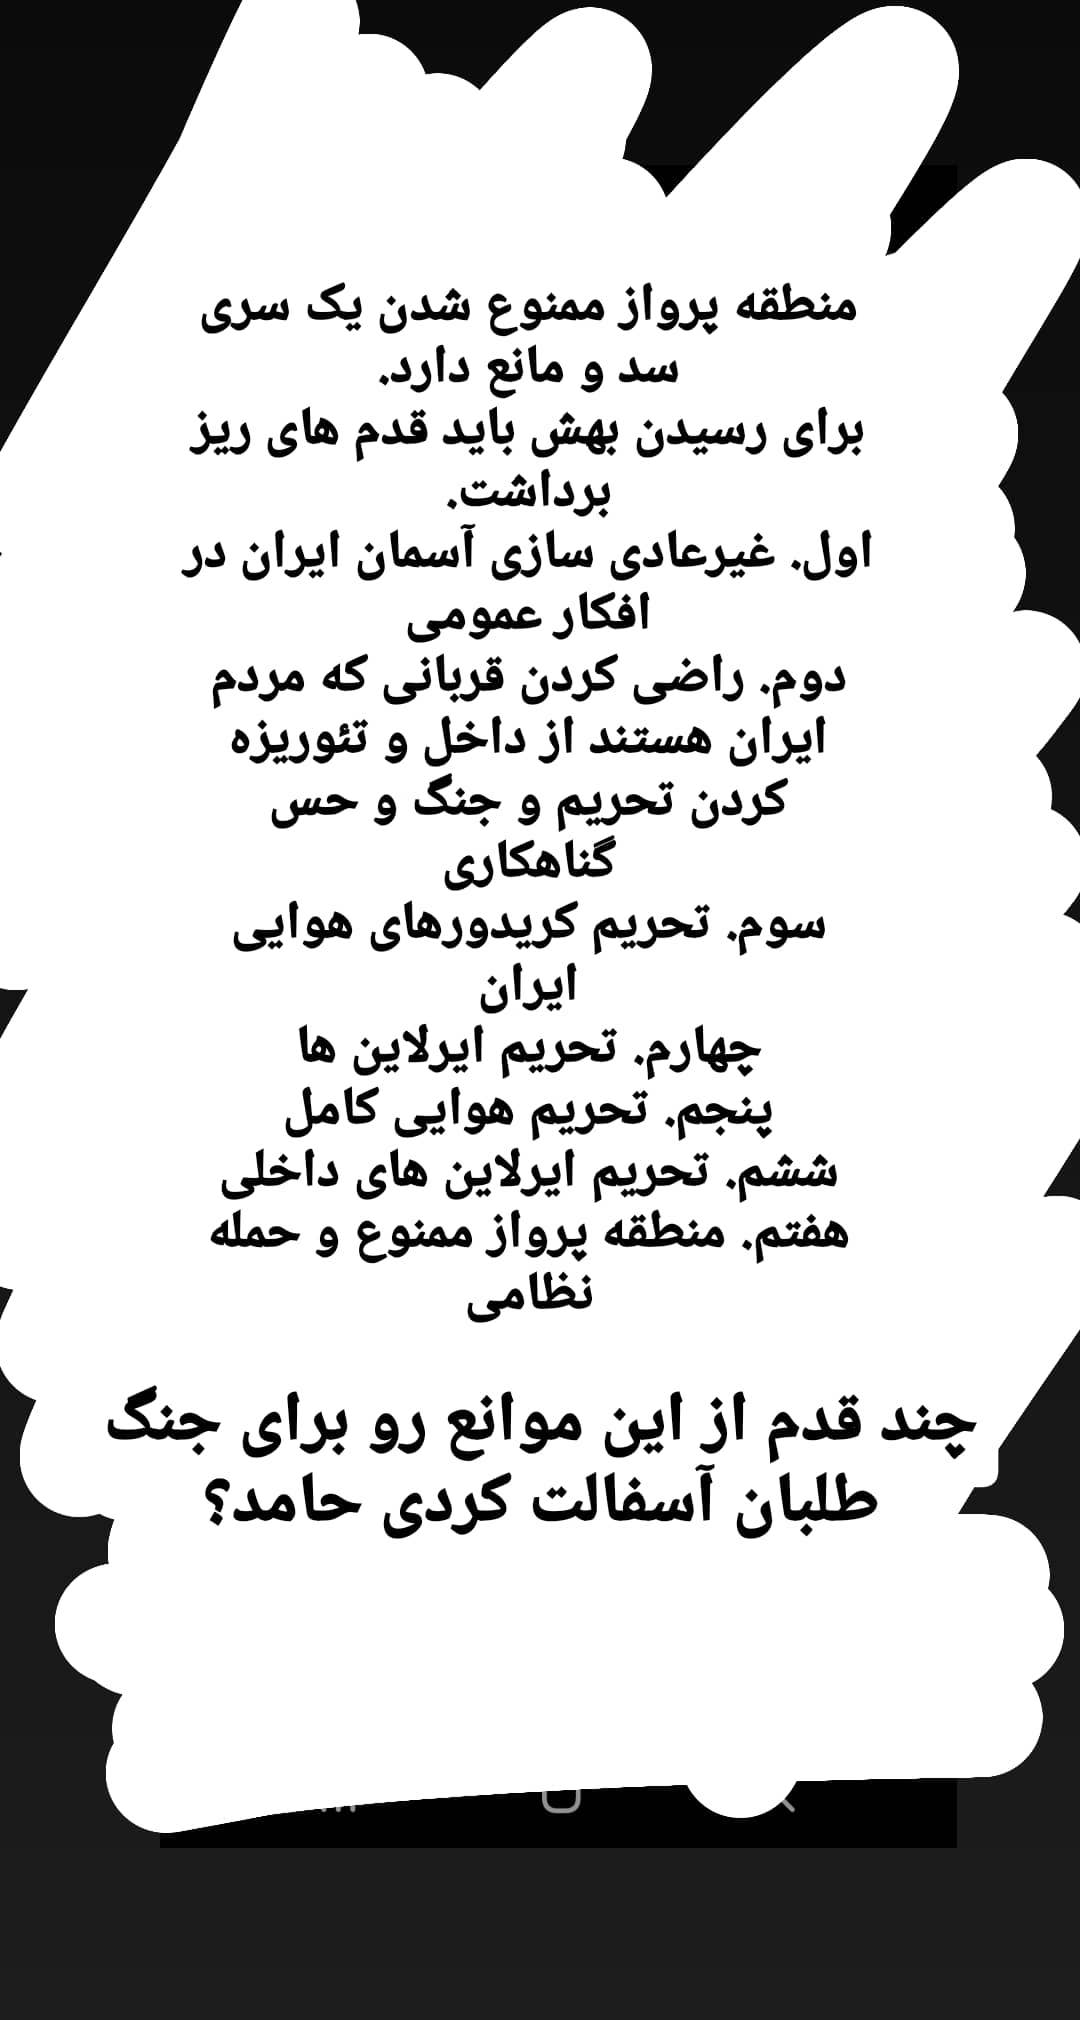 منطقه پرواز ممنوع شدن یک سری
سد و مانع دارد.
برای رسیدن بهش باید قدم های ریز
برداشت.
اول. غیرعادی سازی آسمان ایران در
افکار عمومی
دوم. راضی کردن قربانی که مردم
ایران هستند از داخل و تئوریزه
کردن تحریم و جنگ و حس
گناهکاری
سوم. تحریم کریدورهای هوایی
ایران
چهارم. تحریم ایرلاین ها
پنجم. تحریم هوایی کامل
ششم. تحریم ایرلاین های داخلی
هفتم. منطقه پرواز ممنوع و حمله
نظامی
چند قدم از این موانع رو برای جنگ
طلبان آسفالت کردی حامد؟